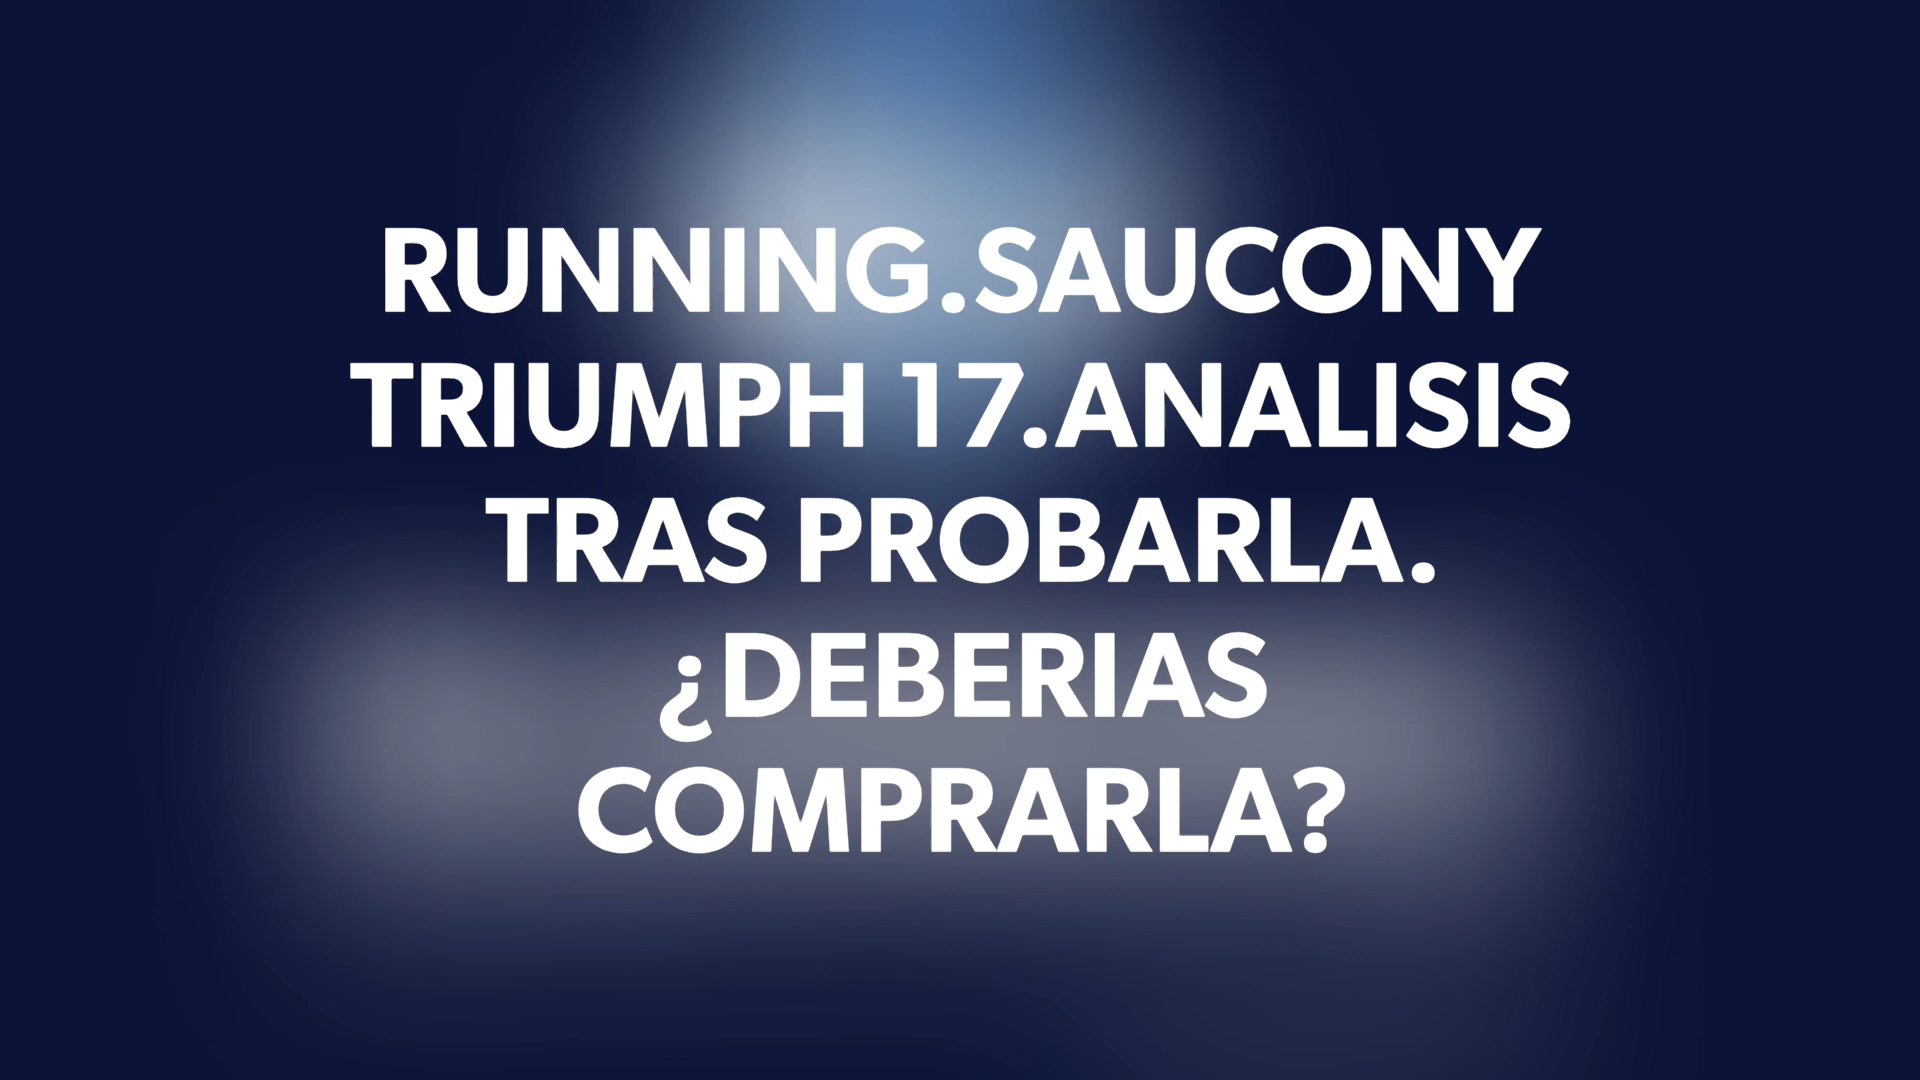 RUNNING.SAUCONY
TRIUMPH 17.ANALISIS
TRAS PROBARLA.
¿DEBERIAS
COMPRARLA?